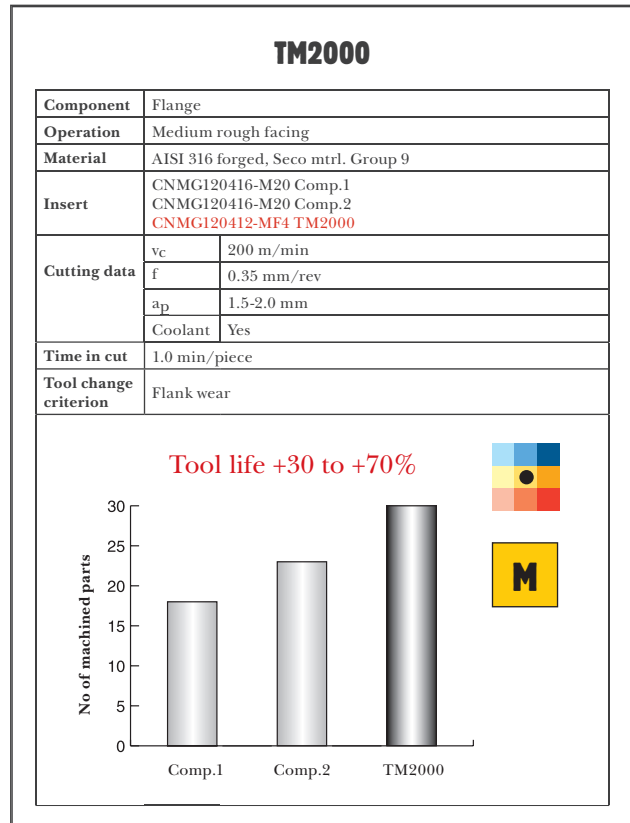 TM2000
Component Flange
Operation Medium rough facing
Material AISI 316 forged, Seco mtrl. Group 9
Insert
CNMG120416-M20 Comp.1
CNMG120416-M20 Comp.2
CNMG120412-MF4 TM2000
Cutting data
vc 200 m/min
f 0.35 mm/rev
ap 1.5-2.0 mm
Coolant Yes
Time in cut 1.0 min/piece
Tool change
criterion
Flank wear
Tool life +30 to +70%
M
No of machined parts
30
25
20
15
10
5
0
Comp.1 Comp.2 TM2000